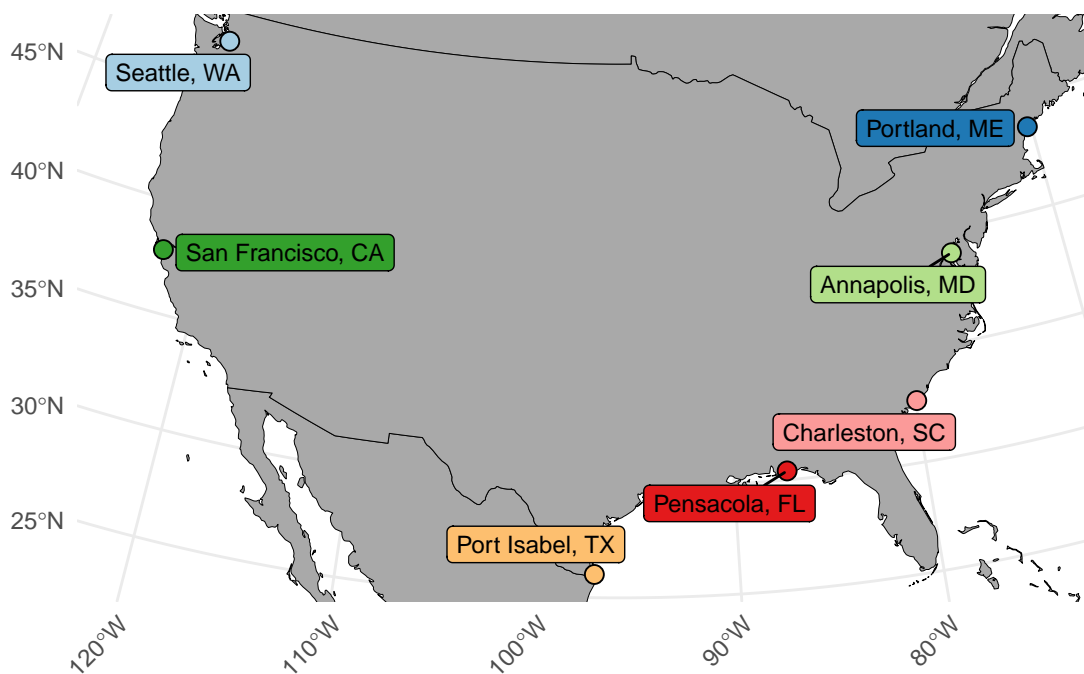 45°N
Seattle, WA
Portland, ME
40°N
San Francisco, CA
Annapolis, MD
35°N
30°N
Charleston, SC
Pensacola, FL
25°N
Port Isabel, TX
120°W
110°W
100°W
90°W
80°W